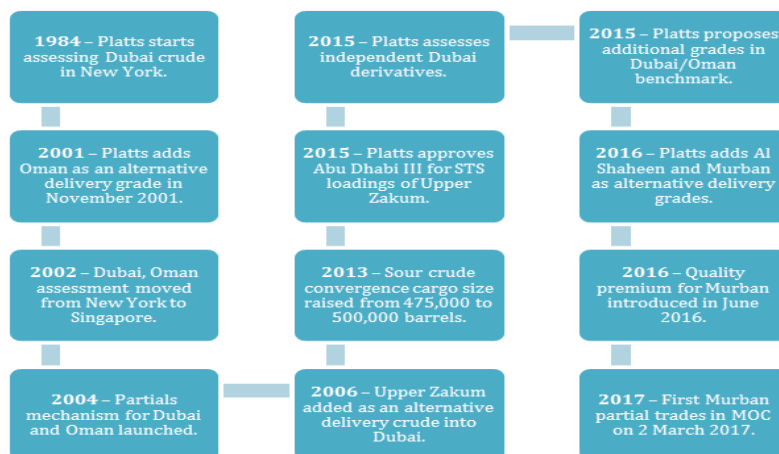 1984 – Platts starts
assessing Dubai crude
in New York.
2001 – Platts adds
Oman as an alternative
delivery grade in
November 2001.
2002 – Dubai, Oman
assessment moved
from New York to
Singapore.
2004 – Partials
mechanism for Dubai
and Oman launched.
2006 – Upper Zakum
added as an alternative
delivery crude into
Dubai.
2013 – Sour crude
convergence cargo size
raised from 475,000 to
500,000 barrels.
2015 – Platts approves
Abu Dhabi III for STS
loadings of Upper
Zakum.
2015 – Platts assesses
independent Dubai
derivatives.
2015 – Platts proposes
additional grades in
Dubai/Oman
benchmark.
2016 – Platts adds Al
Shaheen and Murban
as alternative delivery
grades.
2016 – Quality
premium for Murban
introduced in June
2016.
2017 – First Murban
partial trades in MOC
on 2 March 2017.